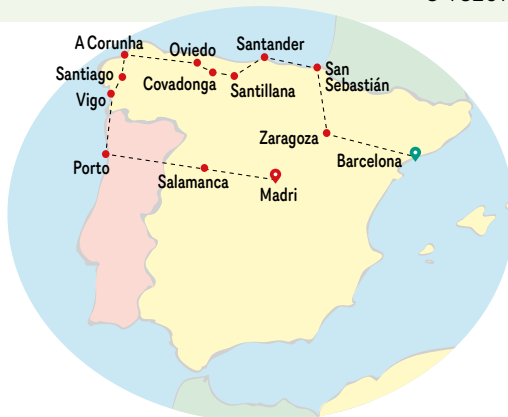 A Corunha
Oviedo
Santander
Santiago
Covadonga
Santillana
San
Sebastián
Vigo
Zaragoza
Barcelona
Porto
Salamanca
Madri